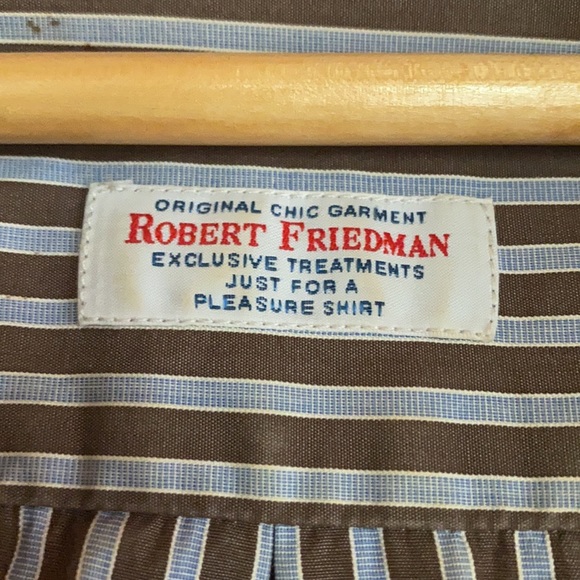 ORIGINAL CHIC GARMENT
ROBERT FRIEDMAN
EXCLUSIVE TREATMENTS
JUST FOR A
PLEASURE SHIRT